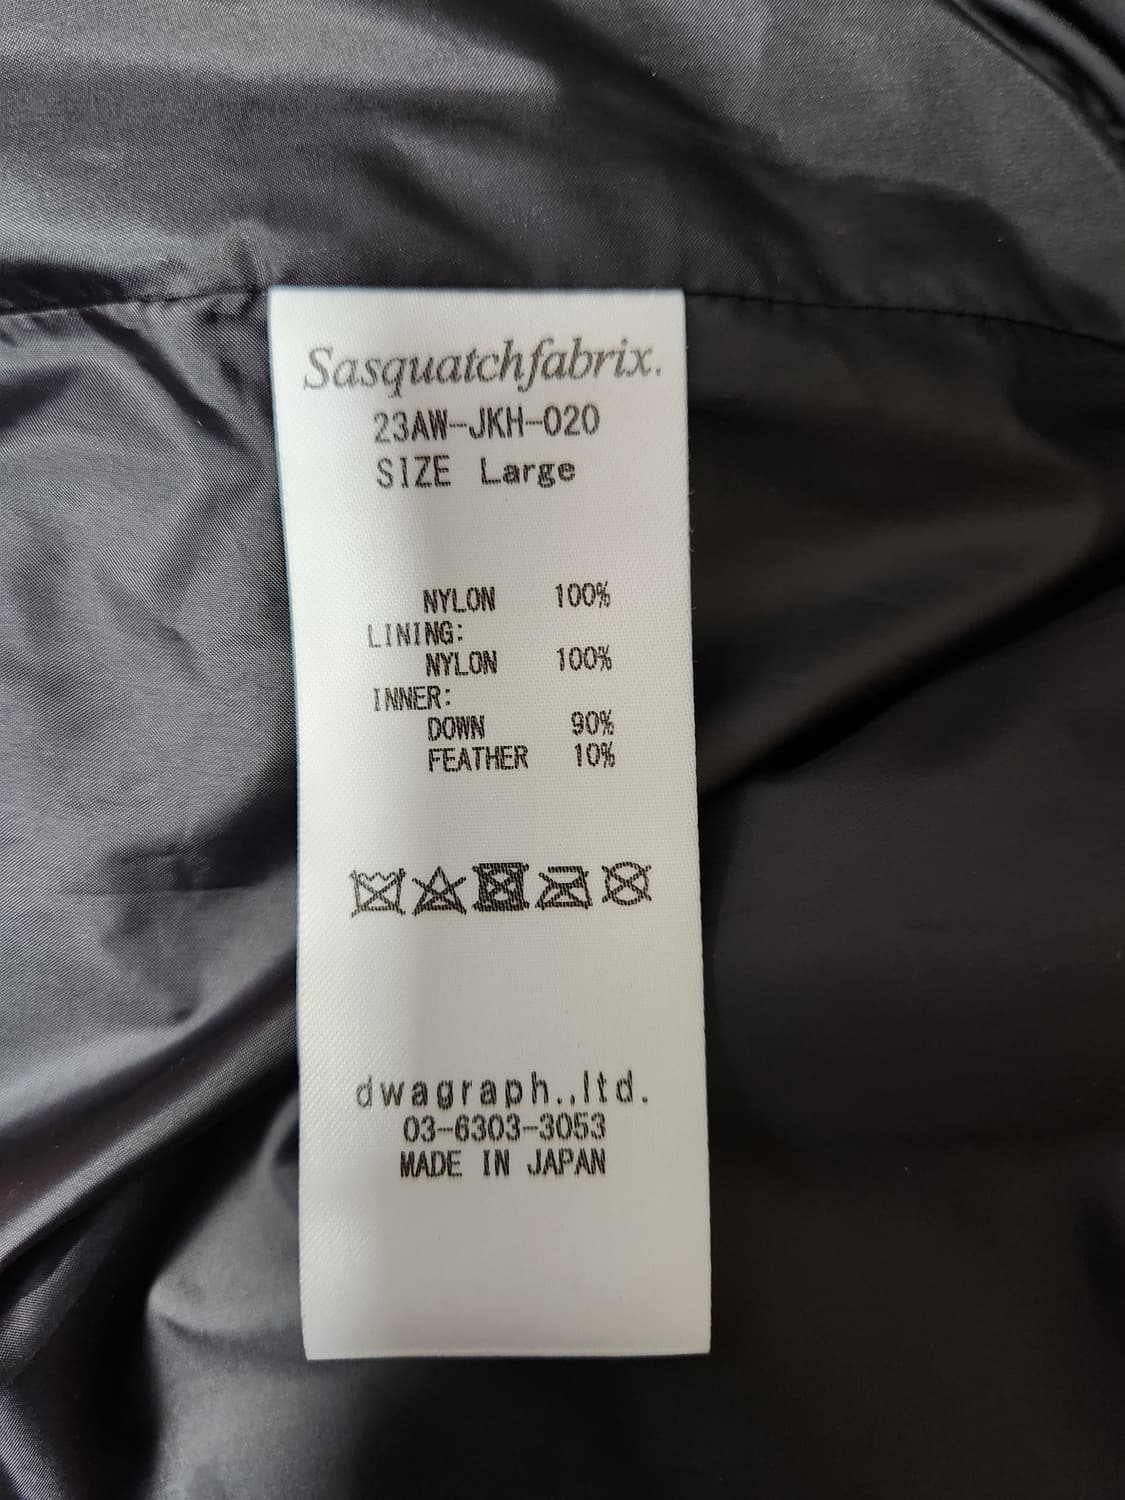 Sasquatchfabrix.
23AW-JKH-020
SIZE Large
NYLON 100%
LINING:
NYLON 100%
INNER:
DOWN 90%
FEATHER 10%
dwagraph.,ltd.
03-6303-3053
MADE IN JAPAN